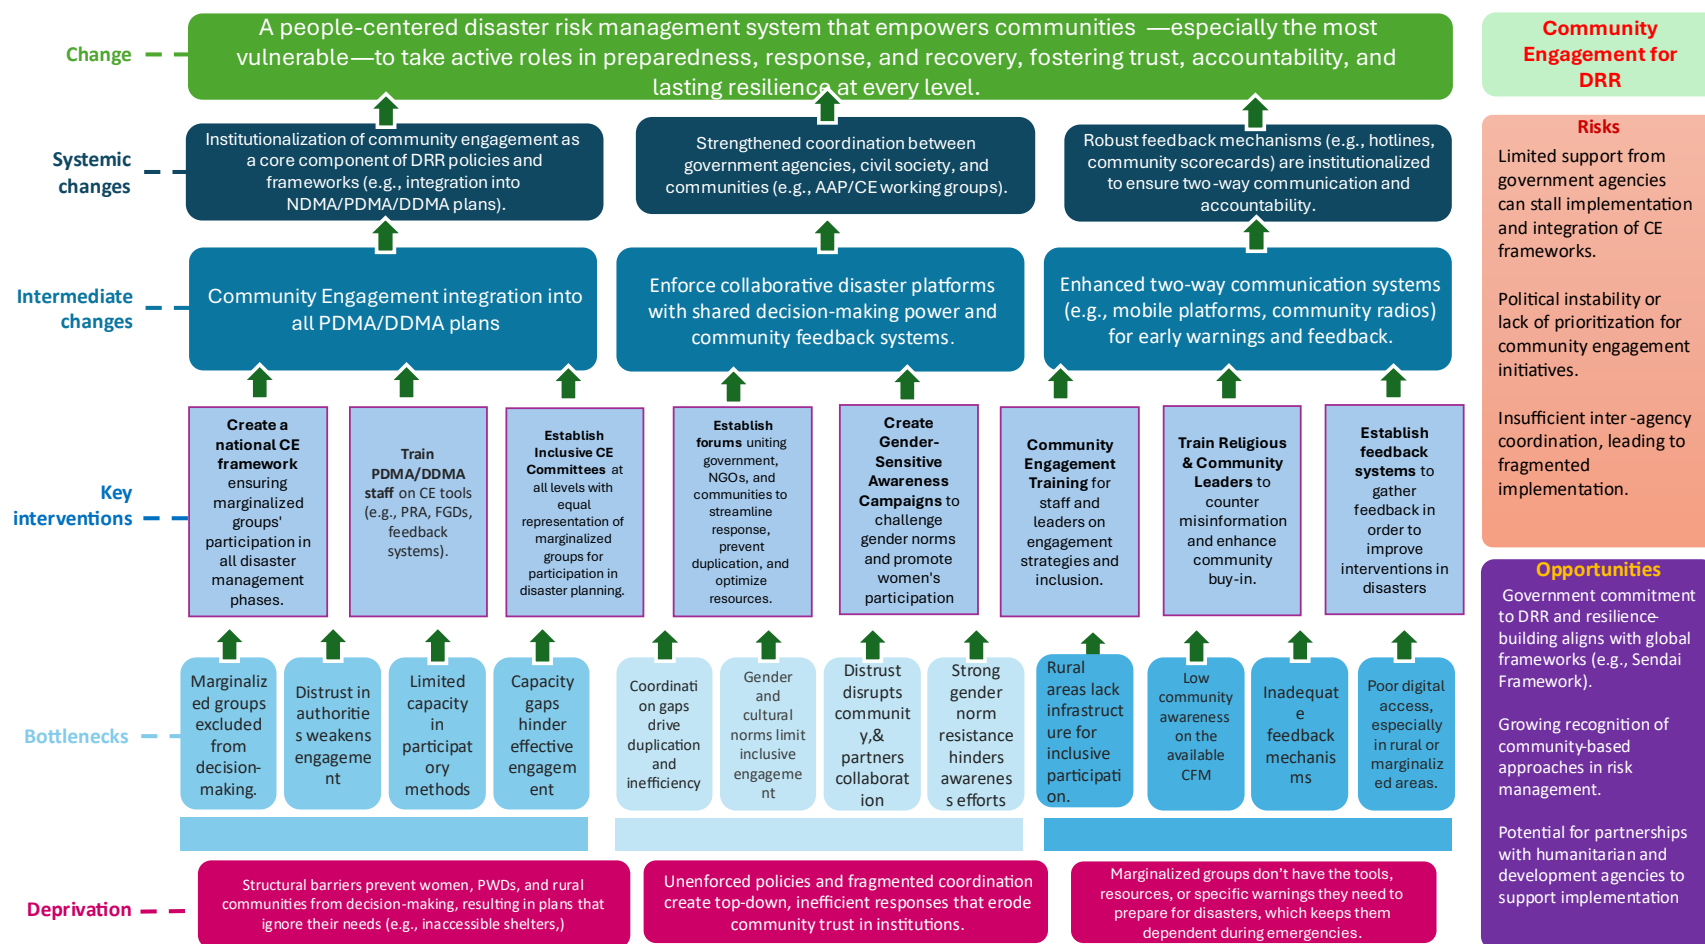 Change
A people-centered disaster risk management system that empowers communities —especially the most
vulnerable—to take active roles in preparedness, response, and recovery, fostering trust, accountability, and
lasting resilience at every level.
Systemic
changes
Institutionalization of community engagement as
a core component of DRR policies and
frameworks (e.g., integration into
NDMA/PDMA/DDMA plans).
Strengthened coordination between
government agencies, civil society, and
communities (e.g., AAP/CE working groups).
Robust feedback mechanisms (e.g., hotlines,
community scorecards) are institutionalized
to ensure two-way communication and
accountability.
Intermediate
changes
Community Engagement integration into
all PDMA/DDMA plans
Enforce collaborative disaster platforms
with shared decision-making power and
community feedback systems.
Enhanced two-way communication systems
(e.g., mobile platforms, community radios)
for early warnings and feedback.
Key
interventions
Create a
national CE
framework
ensuring
marginalized
groups'
participation in
all disaster
management
phases.
Train
PDMA/DDMA
staff on CE tools
(e.g., PRA, FGDs,
feedback
systems).
Establish
Inclusive CE
Committees at
all levels with
equal
representation of
marginalized
groups for
participation in
disaster planning.
Establish
forums uniting
government,
NGOs, and
communities to
streamline
response,
prevent
duplication, and
optimize
resources.
Create
Gender-
Sensitive
Awareness
Campaigns to
challenge
gender norms
and promote
women's
participation
Community
Engagement
Training for
staff and
leaders on
engagement
strategies and
inclusion.
Train Religious
& Community
Leaders to
counter
misinformation
and enhance
community
buy-in.
Establish
feedback
systems to
gather
feedback in
order to
improve
interventions in
disasters
Bottlenecks
Marginaliz
ed groups
excluded
from
decision-
making.
Distrust in
authoritie
s weakens
engageme
nt
Limited
capacity
in
participat
ory
methods
Capacity
gaps
hinder
effective
engagem
ent
Coordinati
on gaps
drive
duplication
and
inefficiency
Gender
and
cultural
norms limit
inclusive
engageme
nt
Distrust
disrupts
communit
y,&
partners
collaborat
ion
Strong
gender
norm
resistance
hinders
awarenes
s efforts
Rural
areas lack
infrastruct
ure for
inclusive
participati
on.
Low
community
awareness
on the
available
CFM
Inadequat
e
feedback
mechanis
ms
Poor digital
access,
especially
in rural or
marginaliz
ed areas.
Deprivation
Structural barriers prevent women, PWDs, and rural
communities from decision-making, resulting in plans that
ignore their needs (e.g., inaccessible shelters,)
Unenforced policies and fragmented coordination
create top-down, inefficient responses that erode
community trust in institutions.
Marginalized groups don't have the tools,
resources, or specific warnings they need to
prepare for disasters, which keeps them
dependent during emergencies.
Community
Engagement for
DRR
Risks
Limited support from
government agencies
can stall implementation
and integration of CE
frameworks.
Political instability or
lack of prioritization for
community engagement
initiatives.
Insufficient inter -agency
coordination, leading to
fragmented
implementation.
Opportunities
Government commitment
to DRR and resilience-
building aligns with global
frameworks (e.g., Sendai
Framework).
Growing recognition of
community-based
approaches in risk
management.
Potential for partnerships
with humanitarian and
development agencies to
support implementation